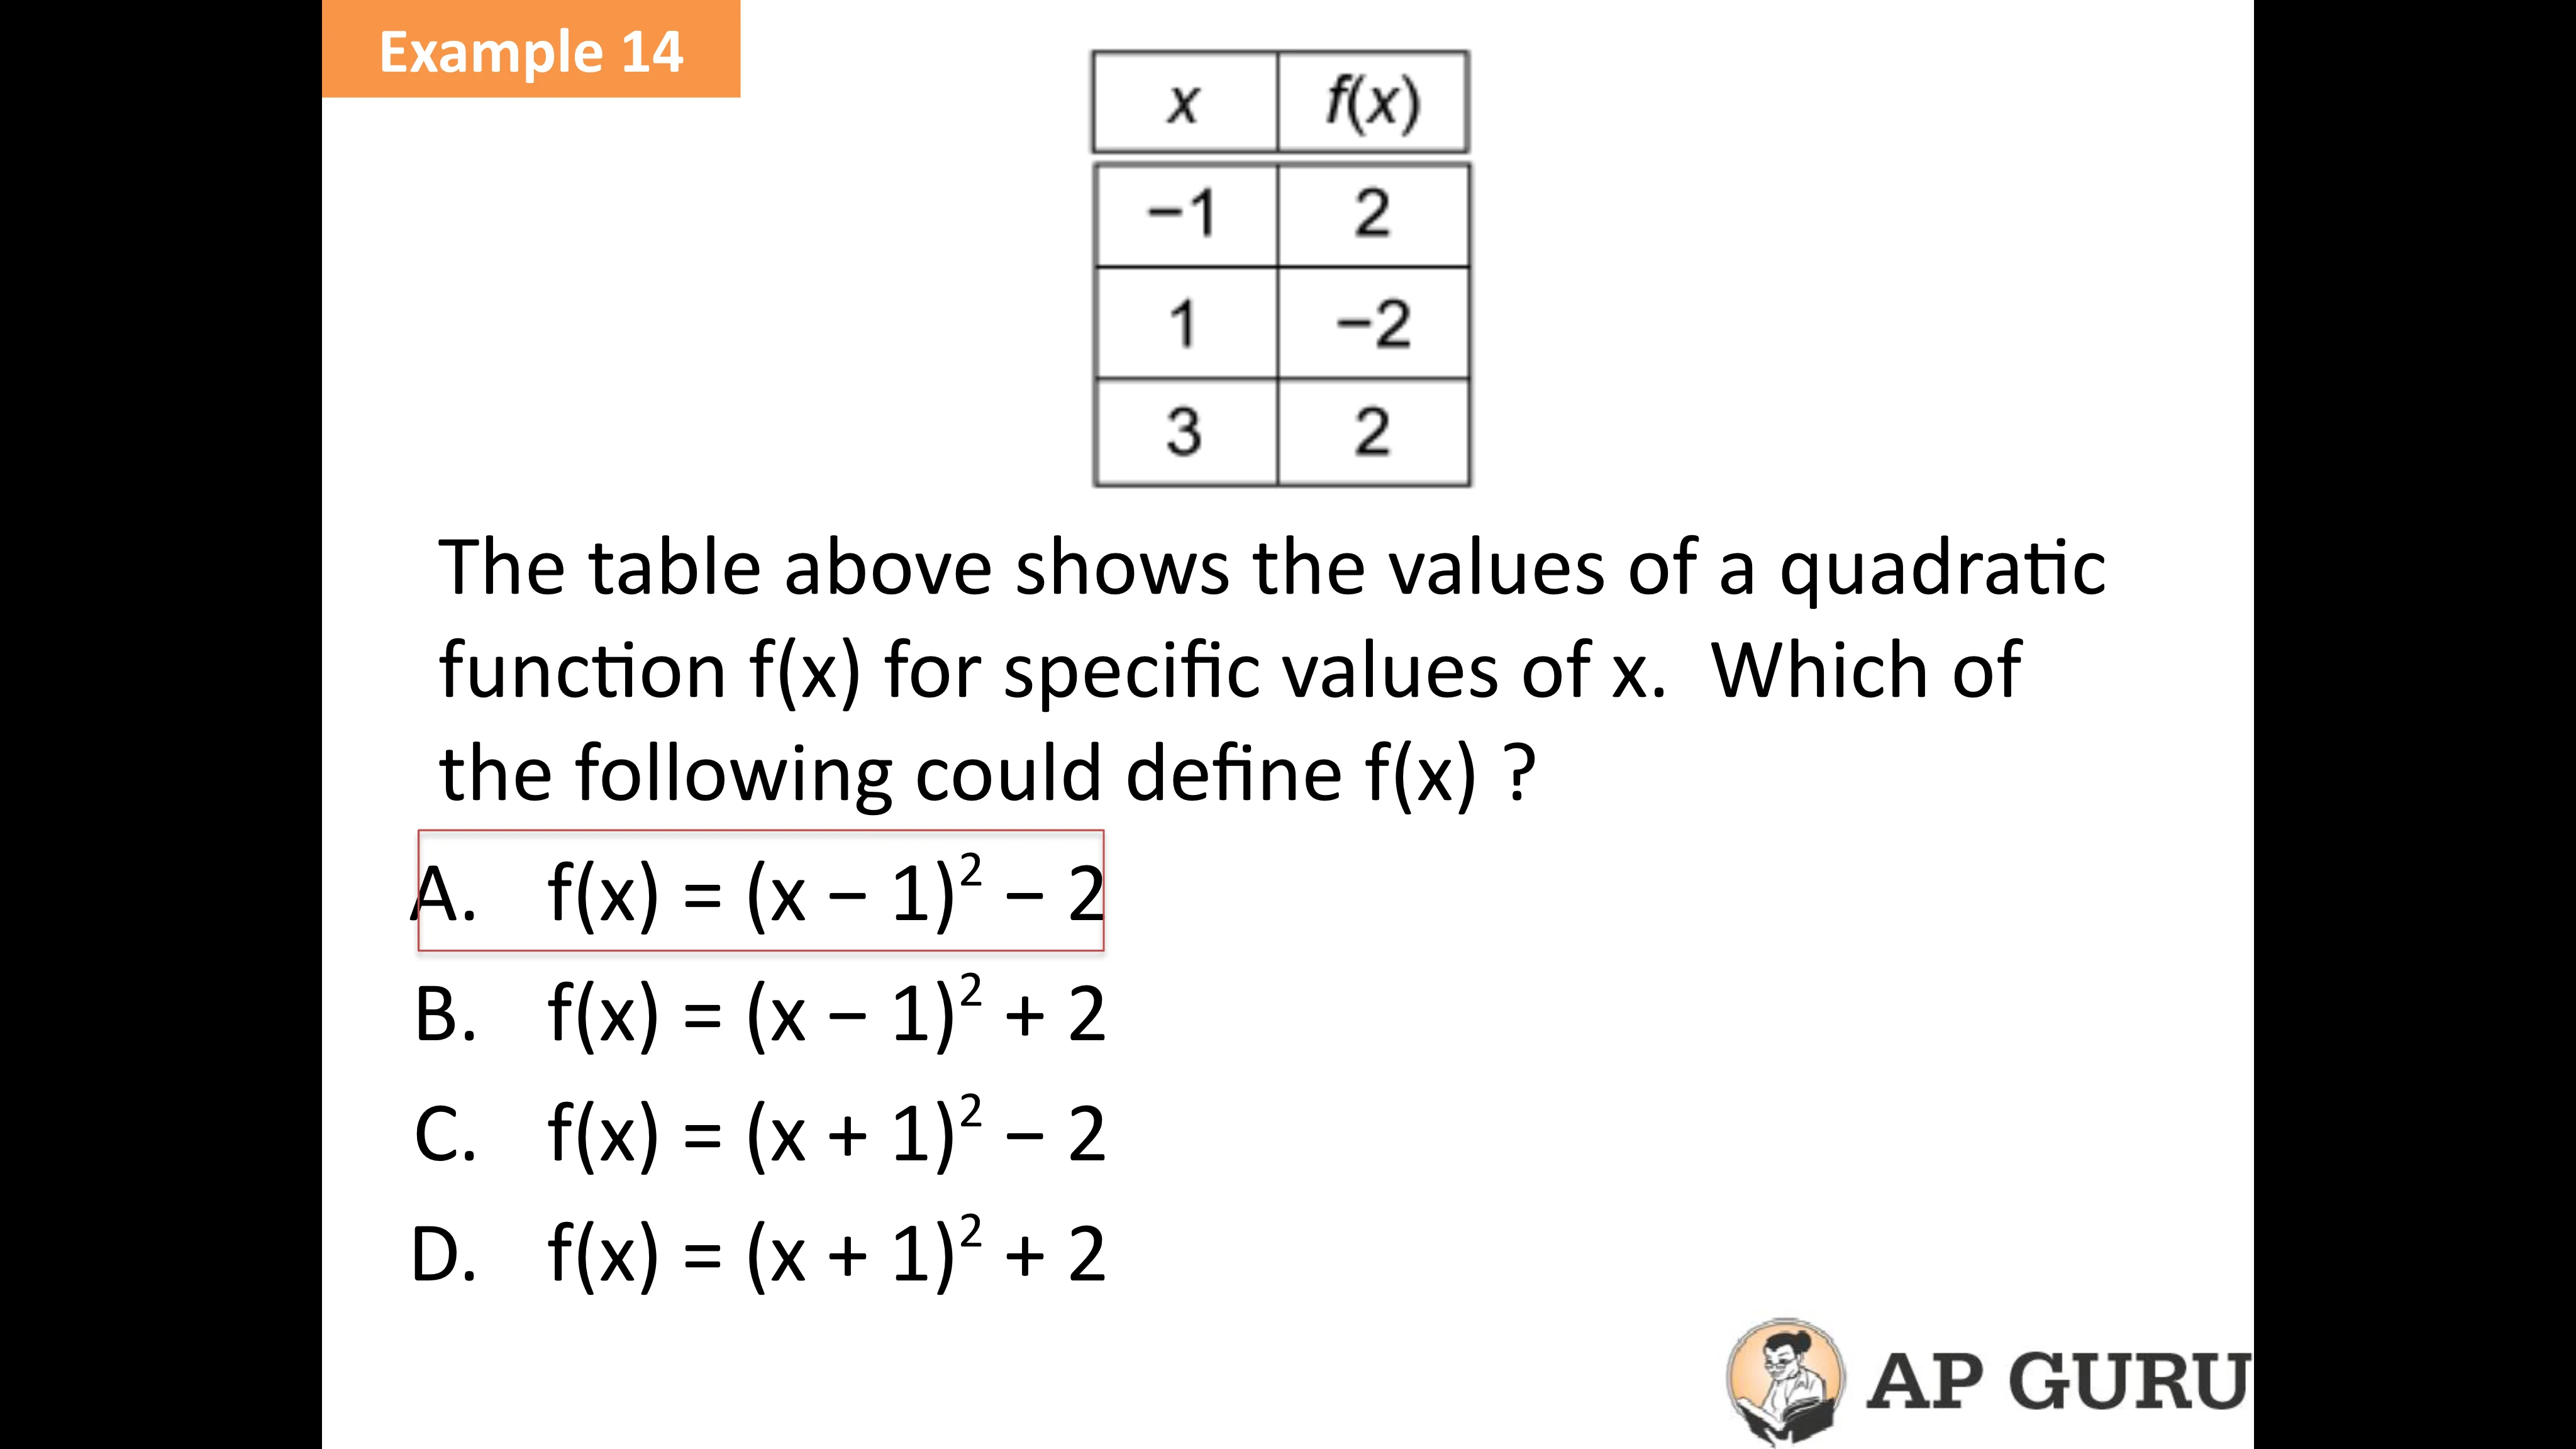 Example 14
x f(x)
−1 2
1 −2
3 2
The table above shows the values of a quadratic
function f(x) for specific values of x.  Which of
the following could define f(x) ?
A. f(x) = (x − 1)² − 2
B. f(x) = (x − 1)² + 2
C. f(x) = (x + 1)² − 2
D. f(x) = (x + 1)² + 2
AP GURU